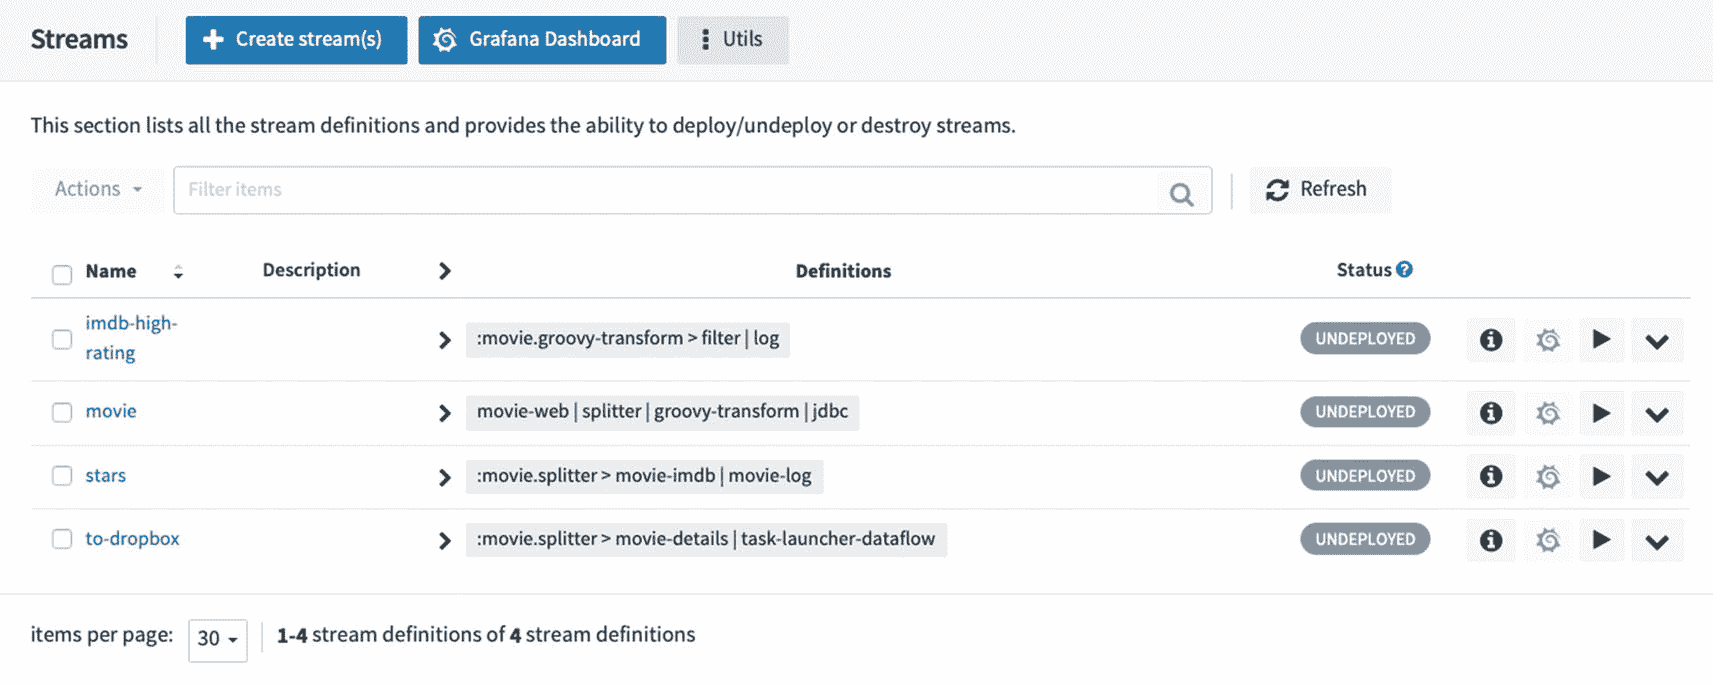 Streams
Create stream(s)
Grafana Dashboard
Utils
This section lists all the stream definitions and provides the ability to deploy/undeploy or destroy streams.
Actions
Filter items
Refresh
Name Description Definitions Status
imdb-high-
rating
:movie.groovy-transform > filter | log
UNDEPLOYED
movie
movie-web | splitter | groovy-transform | jdbc
UNDEPLOYED
stars
:movie.splitter > movie-imdb | movie-log
UNDEPLOYED
to-dropbox
:movie.splitter > movie-details | task-launcher-dataflow
UNDEPLOYED
items per page: 30 1-4 stream definitions of 4 stream definitions